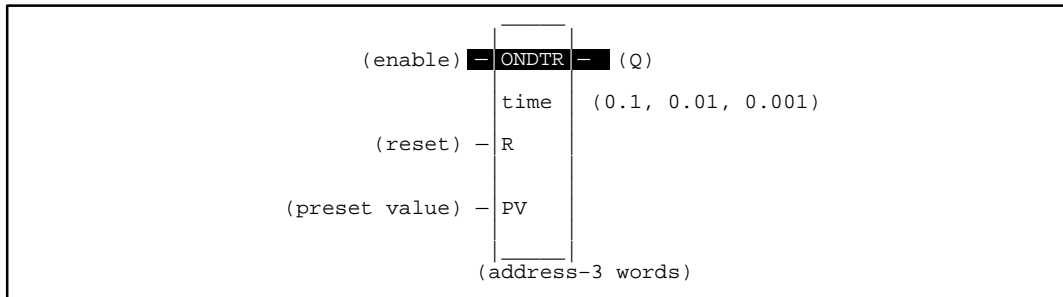 (enable) – ONDTR – (Q)
time (0.1, 0.01, 0.001)
(reset) – R
(preset value) – PV
(address–3 words)